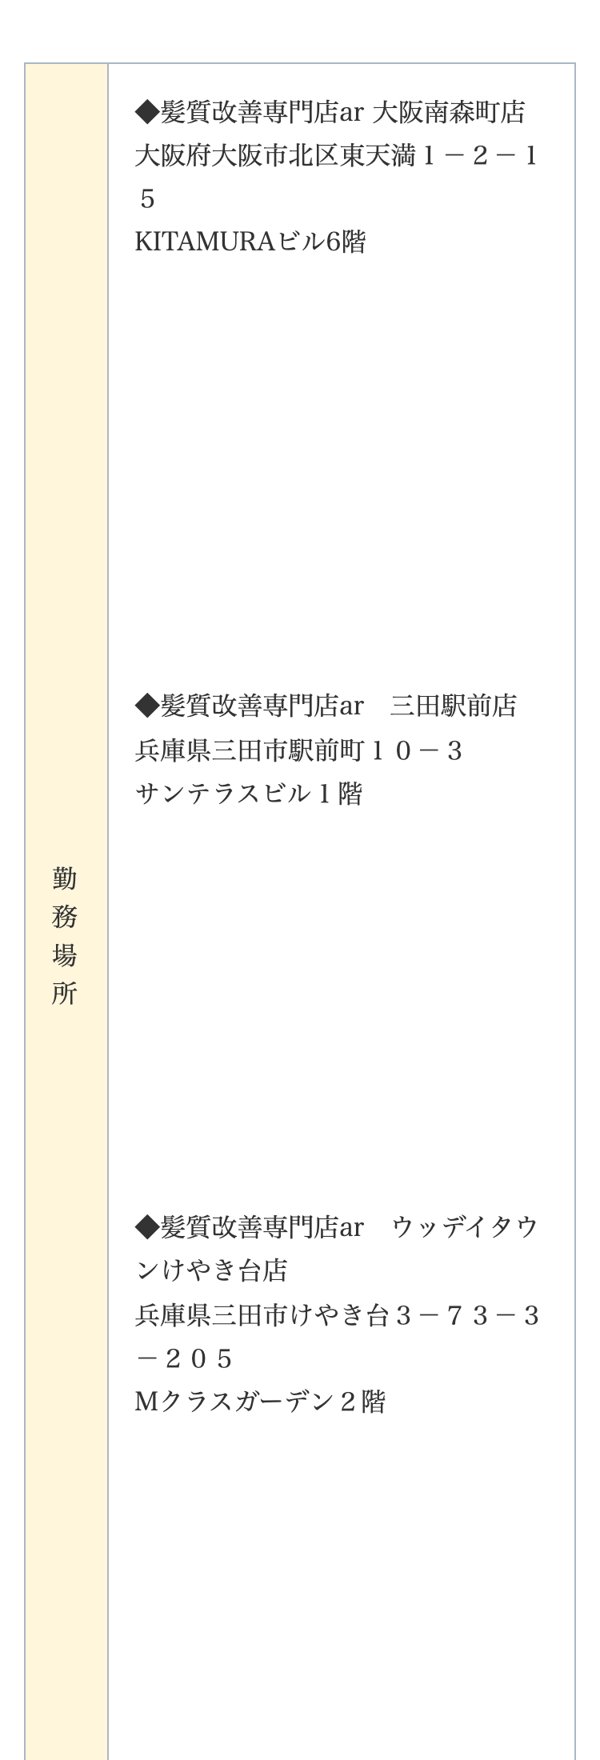 勤務場所
◆髪質改善専門店ar 大阪南森町店
大阪府大阪市北区東天満１－２－１
５
KITAMURAビル6階
◆髪質改善専門店ar　三田駅前店
兵庫県三田市駅前町１０－３
サンテラスビル１階
◆髪質改善専門店ar　ウッデイタウ
ンけやき台店
兵庫県三田市けやき台３－７３－３
－２０５
Mクラスガーデン２階